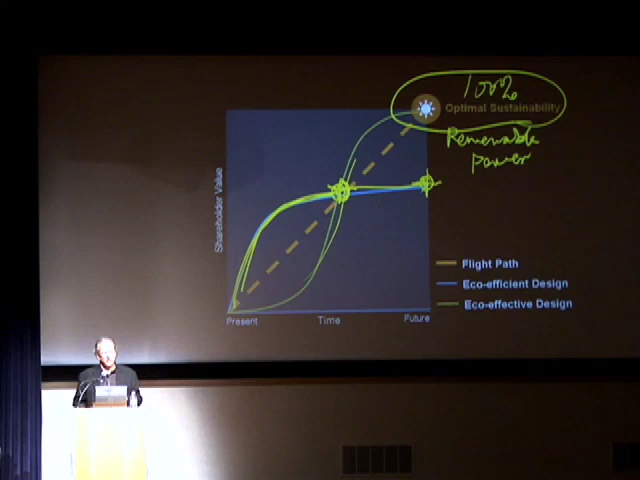 100%
Optimal Sustainability
Renewable
Power
Shareholder Value
Flight Path
Eco-efficient Design
Eco-effective Design
Present
Time
Future